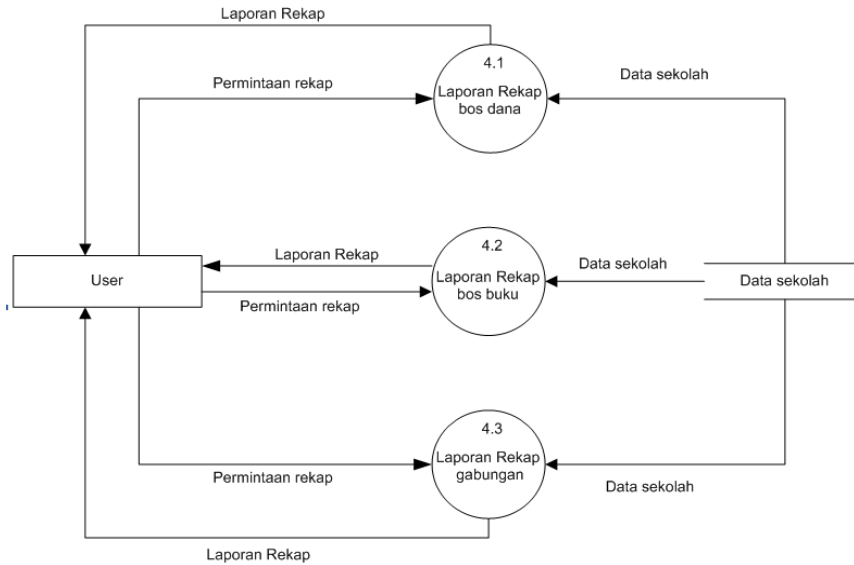 Laporan Rekap
4.1
Laporan Rekap
bos dana
Permintaan rekap
Data sekolah
4.2
Laporan Rekap
bos buku
Laporan Rekap
Data sekolah
User
Data sekolah
Permintaan rekap
4.3
Laporan Rekap
gabungan
Permintaan rekap
Data sekolah
Laporan Rekap